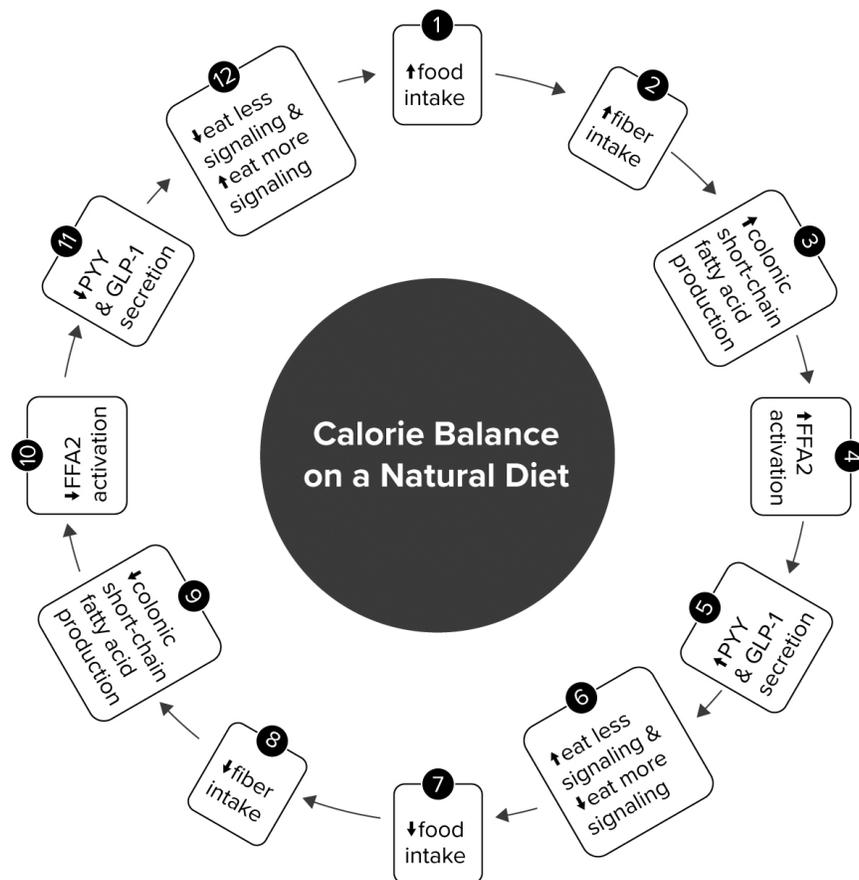 1
↑food
intake
2
↑fiber
intake
3
↑colonic
short-chain
fatty acid
production
4
↑FFA2
activation
5
↑PYY
& GLP-1
secretion
6
↑eat less
signaling &
↓eat more
signaling
7
↓food
intake
8
↓fiber
intake
9
↓colonic
short-chain
fatty acid
production
10
↓FFA2
activation
11
↓PYY
& GLP-1
secretion
12
↓eat less
signaling &
↑eat more
signaling
Calorie Balance
on a Natural Diet